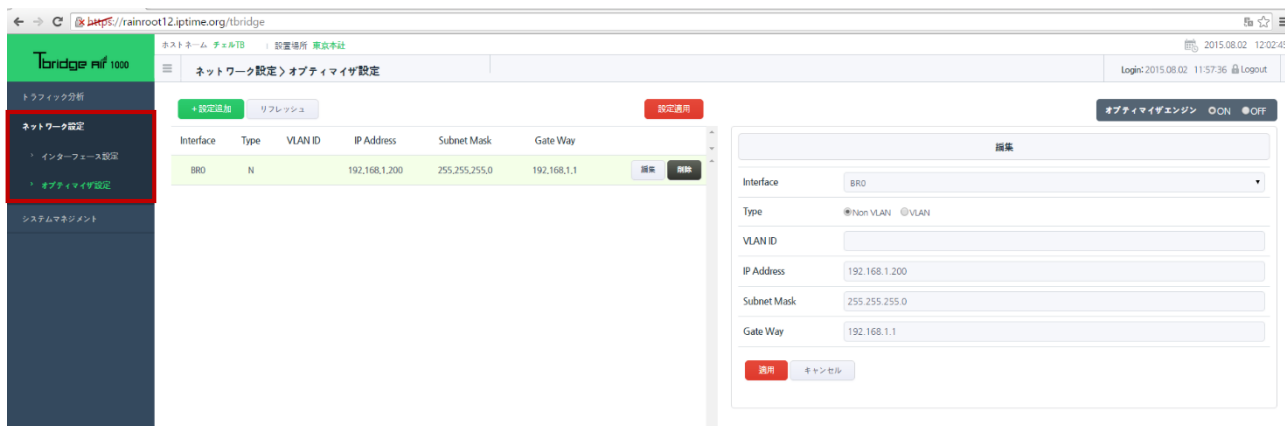 https://rainroot12.iptime.org/tbridge
Tbridge Air 1000
ホストネーム チェルTB | 設置場所 東京本社
2015.08.02 12:02:45
ネットワーク設定 〉オプティマイザ設定
Login: 2015.08.02 11:57:36 Logout
トラフィック分析
ネットワーク設定
インターフェース設定
オプティマイザ設定
システムマネジメント
+設定追加 リフレッシュ 設定適用
Interface Type VLAN ID IP Address Subnet Mask Gate Way
BR0 N 192,168,1,200 255,255,255,0 192,168,1,1 編集 削除
オプティマイザエンジン ON OFF
編集
Interface BR0
Type Non VLAN VLAN
VLAN ID
IP Address 192.168.1.200
Subnet Mask 255.255.255.0
Gate Way 192.168.1.1
適用 キャンセル